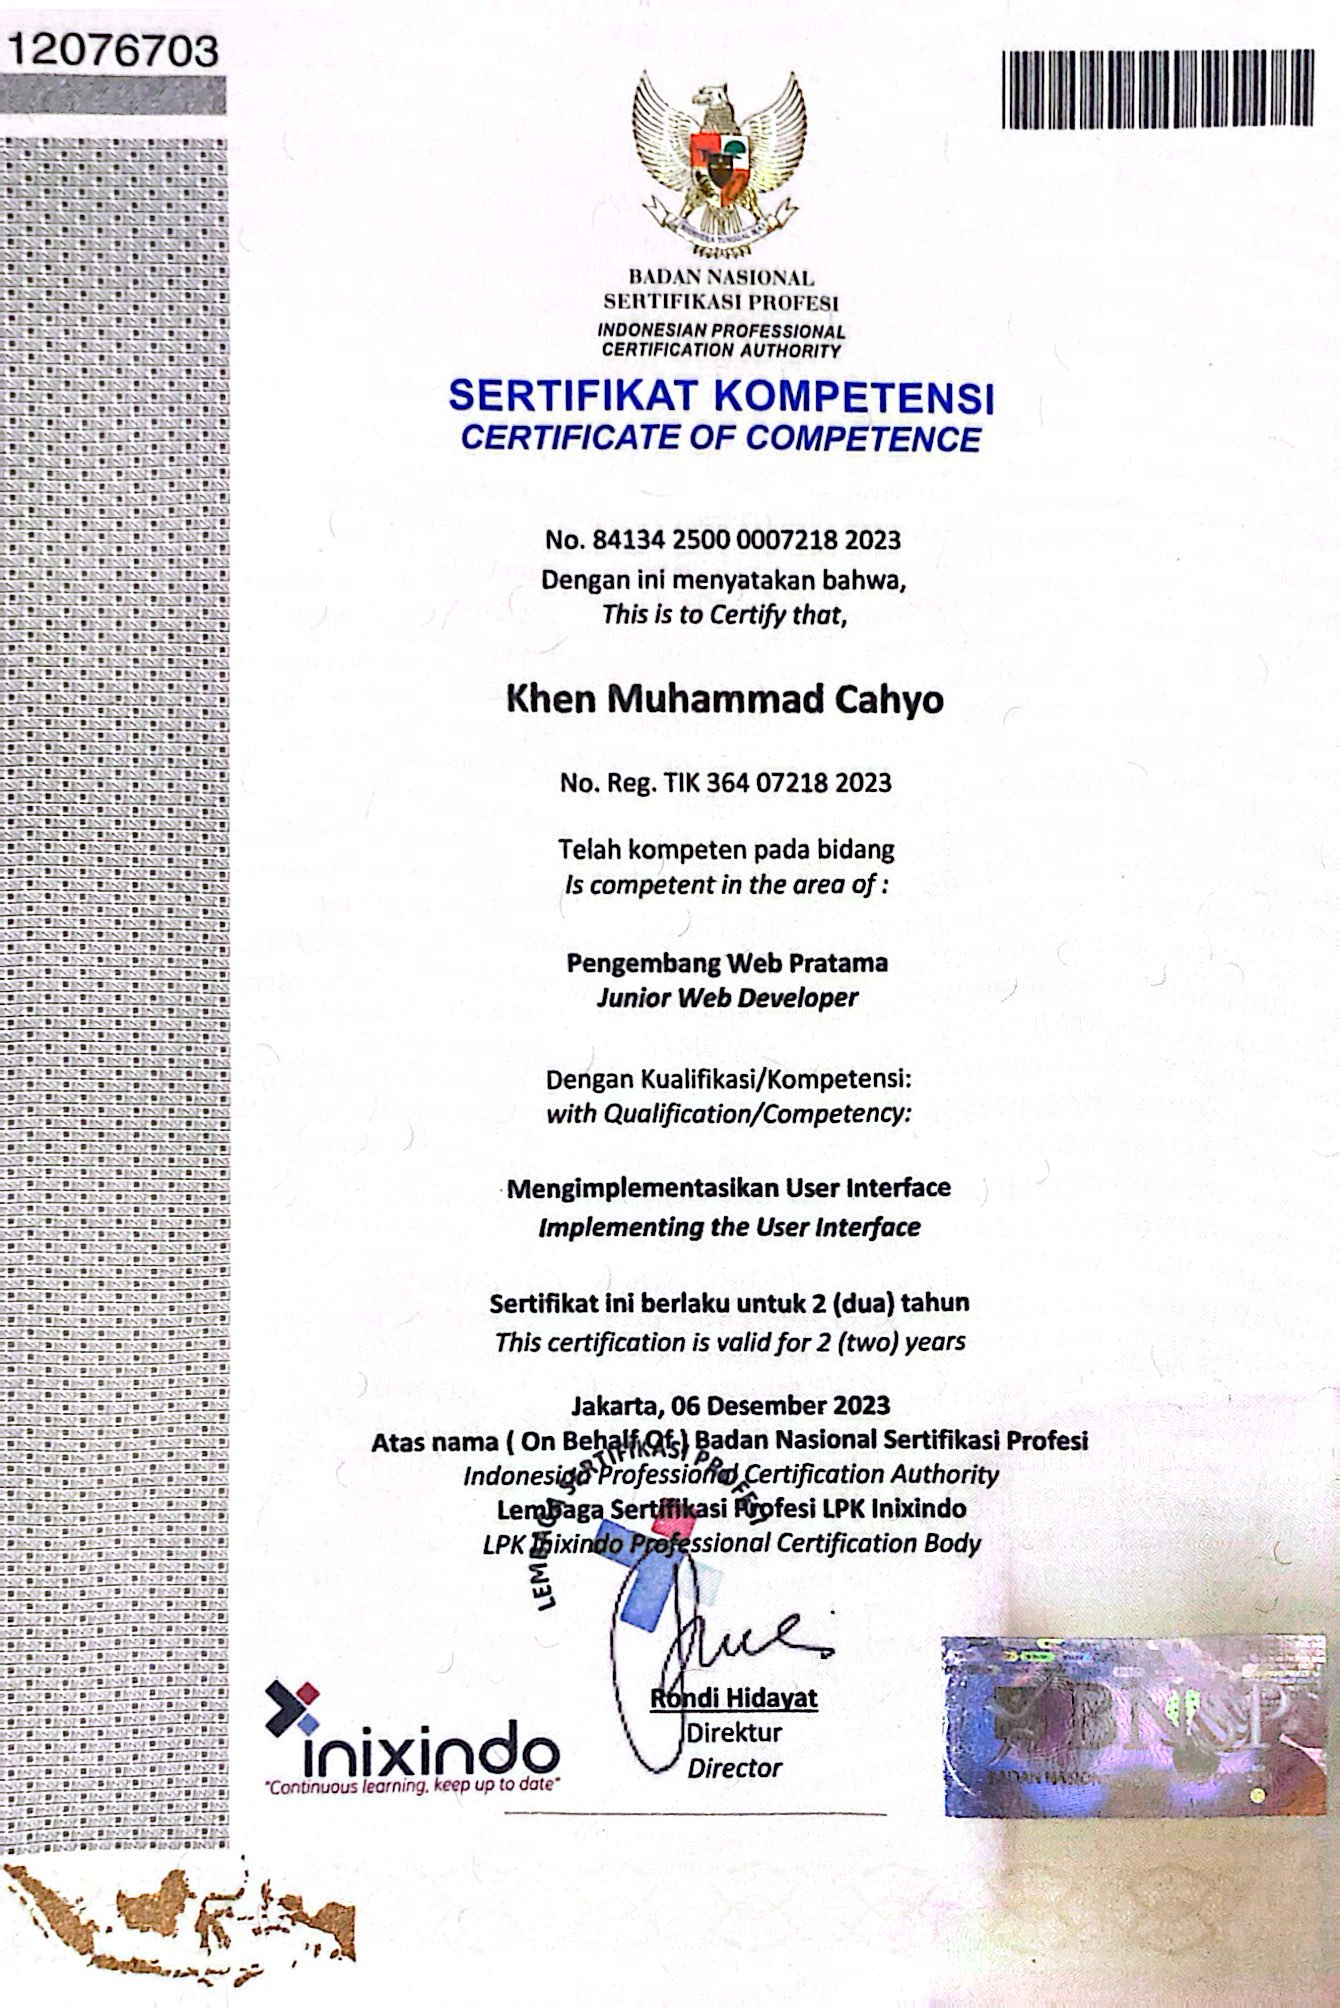 12076703
BADAN NASIONAL
SERTIFIKASI PROFESI
INDONESIAN PROFESSIONAL
CERTIFICATION AUTHORITY
SERTIFIKAT KOMPETENSI
CERTIFICATE OF COMPETENCE
No. 84134 2500 0007218 2023
Dengan ini menyatakan bahwa,
This is to Certify that,
Khen Muhammad Cahyo
No. Reg. TIK 364 07218 2023
Telah kompeten pada bidang
Is competent in the area of :
Pengembang Web Pratama
Junior Web Developer
Dengan Kualifikasi/Kompetensi:
with Qualification/Competency:
Mengimplementasikan User Interface
Implementing the User Interface
Sertifikat ini berlaku untuk 2 (dua) tahun
This certification is valid for 2 (two) years
Jakarta, 06 Desember 2023
Atas nama ( On Behalf Of ) Badan Nasional Sertifikasi Profesi
Indonesian Professional Certification Authority
Lembaga Sertifikasi Profesi LPK Inixindo
LPK Inixindo Professional Certification Body
LEMBAGA SERTIFIKASI PROFESI
Rondi Hidayat
Direktur
Director
inixindo
"Continuous learning, keep up to date"
BNSP
BADAN NASION